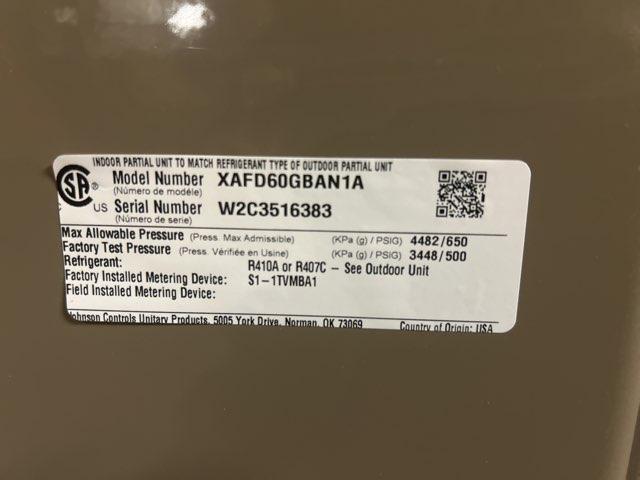 INDOOR PARTIAL UNIT TO MATCH REFRIGERANT TYPE OF OUTDOOR PARTIAL UNIT
SA ® Model Number XAFD60GBAN1A
(Número de modèle)
US Serial Number W2C3516383
(Número de serie)
Max Allowable Pressure (Press. Max Admissible) (KPa (g) / PSIG) 4482/650
Factory Test Pressure (Press. Vérifiée en Usine) (KPa (g) / PSIG) 3448/500
Refrigerant: R410A or R407C – See Outdoor Unit
Factory Installed Metering Device: S1–1TVMBA1
Field Installed Metering Device:
Johnson Controls Unitary Products, 5005 York Drive, Norman, OK 73069 Country of Origin: USA